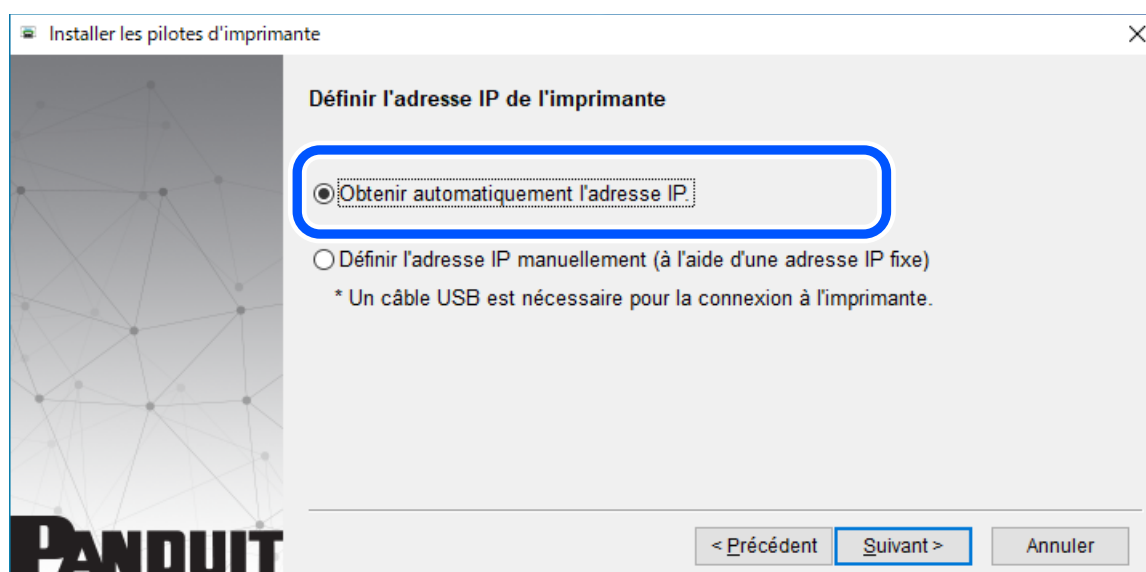 Installer les pilotes d'imprimante
Définir l'adresse IP de l'imprimante
Obtenir automatiquement l'adresse IP.
Définir l'adresse IP manuellement (à l'aide d'une adresse IP fixe)
* Un câble USB est nécessaire pour la connexion à l'imprimante.
PANDUIT
< Précédent Suivant > Annuler